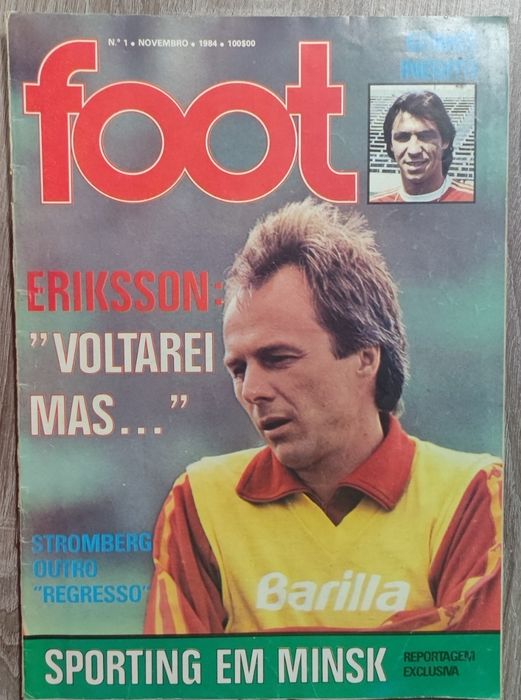 N.º 1 • NOVEMBRO • 1984 • 100$00
foot
ERIKSSON:
"VOLTAREI
MAS..."
STROMBERG
OUTRO
"REGRESSO"
Barilla
SPORTING EM MINSK
REPORTAGEM
EXCLUSIVA